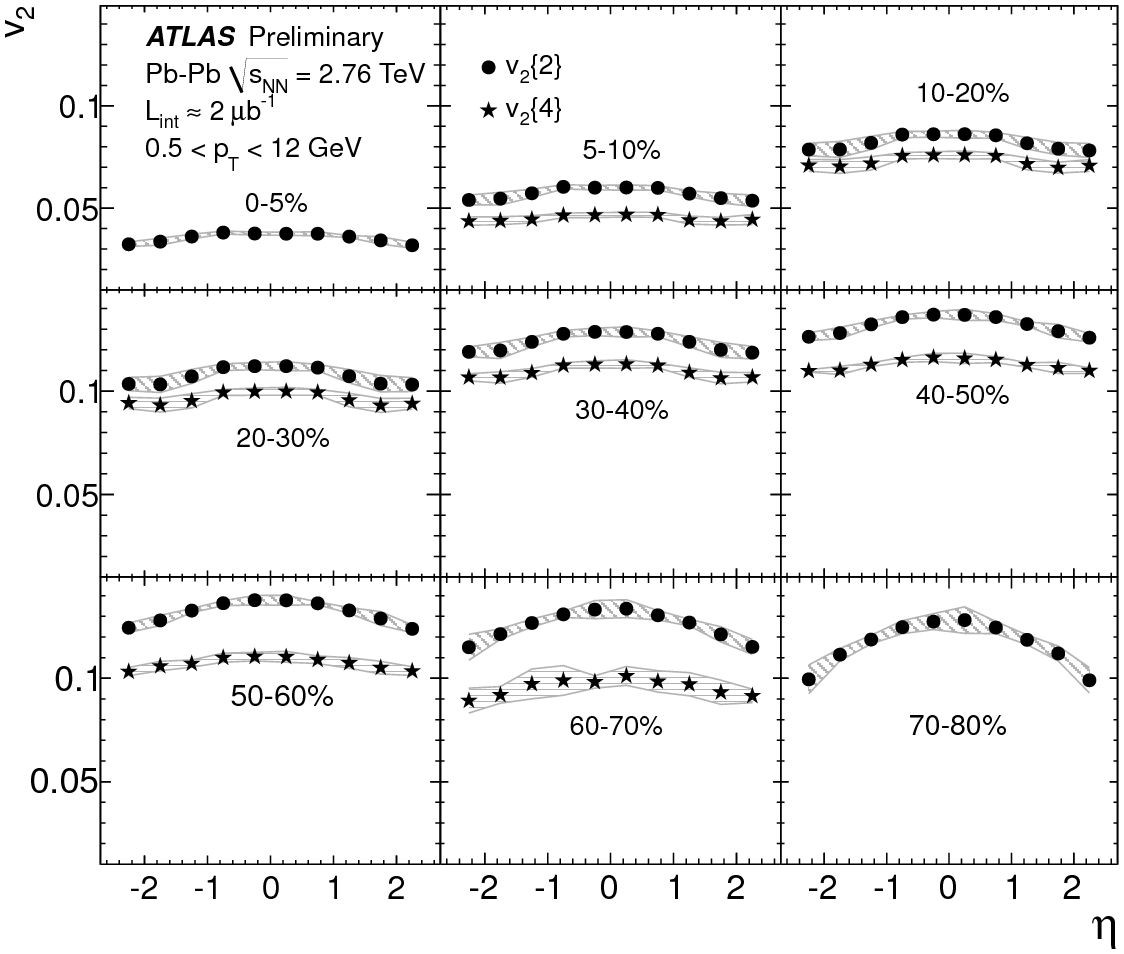 v2
ATLAS Preliminary
Pb-Pb √sNN = 2.76 TeV
Lint ≈ 2 μb-1
0.5 < pT < 12 GeV
0-5%
v2{2}
v2{4}
5-10%
10-20%
0.1
0.05
20-30%
30-40%
40-50%
0.1
0.05
50-60%
60-70%
70-80%
0.1
0.05
-2 -1 0 1 2 -2 -1 0 1 2 -2 -1 0 1 2
η